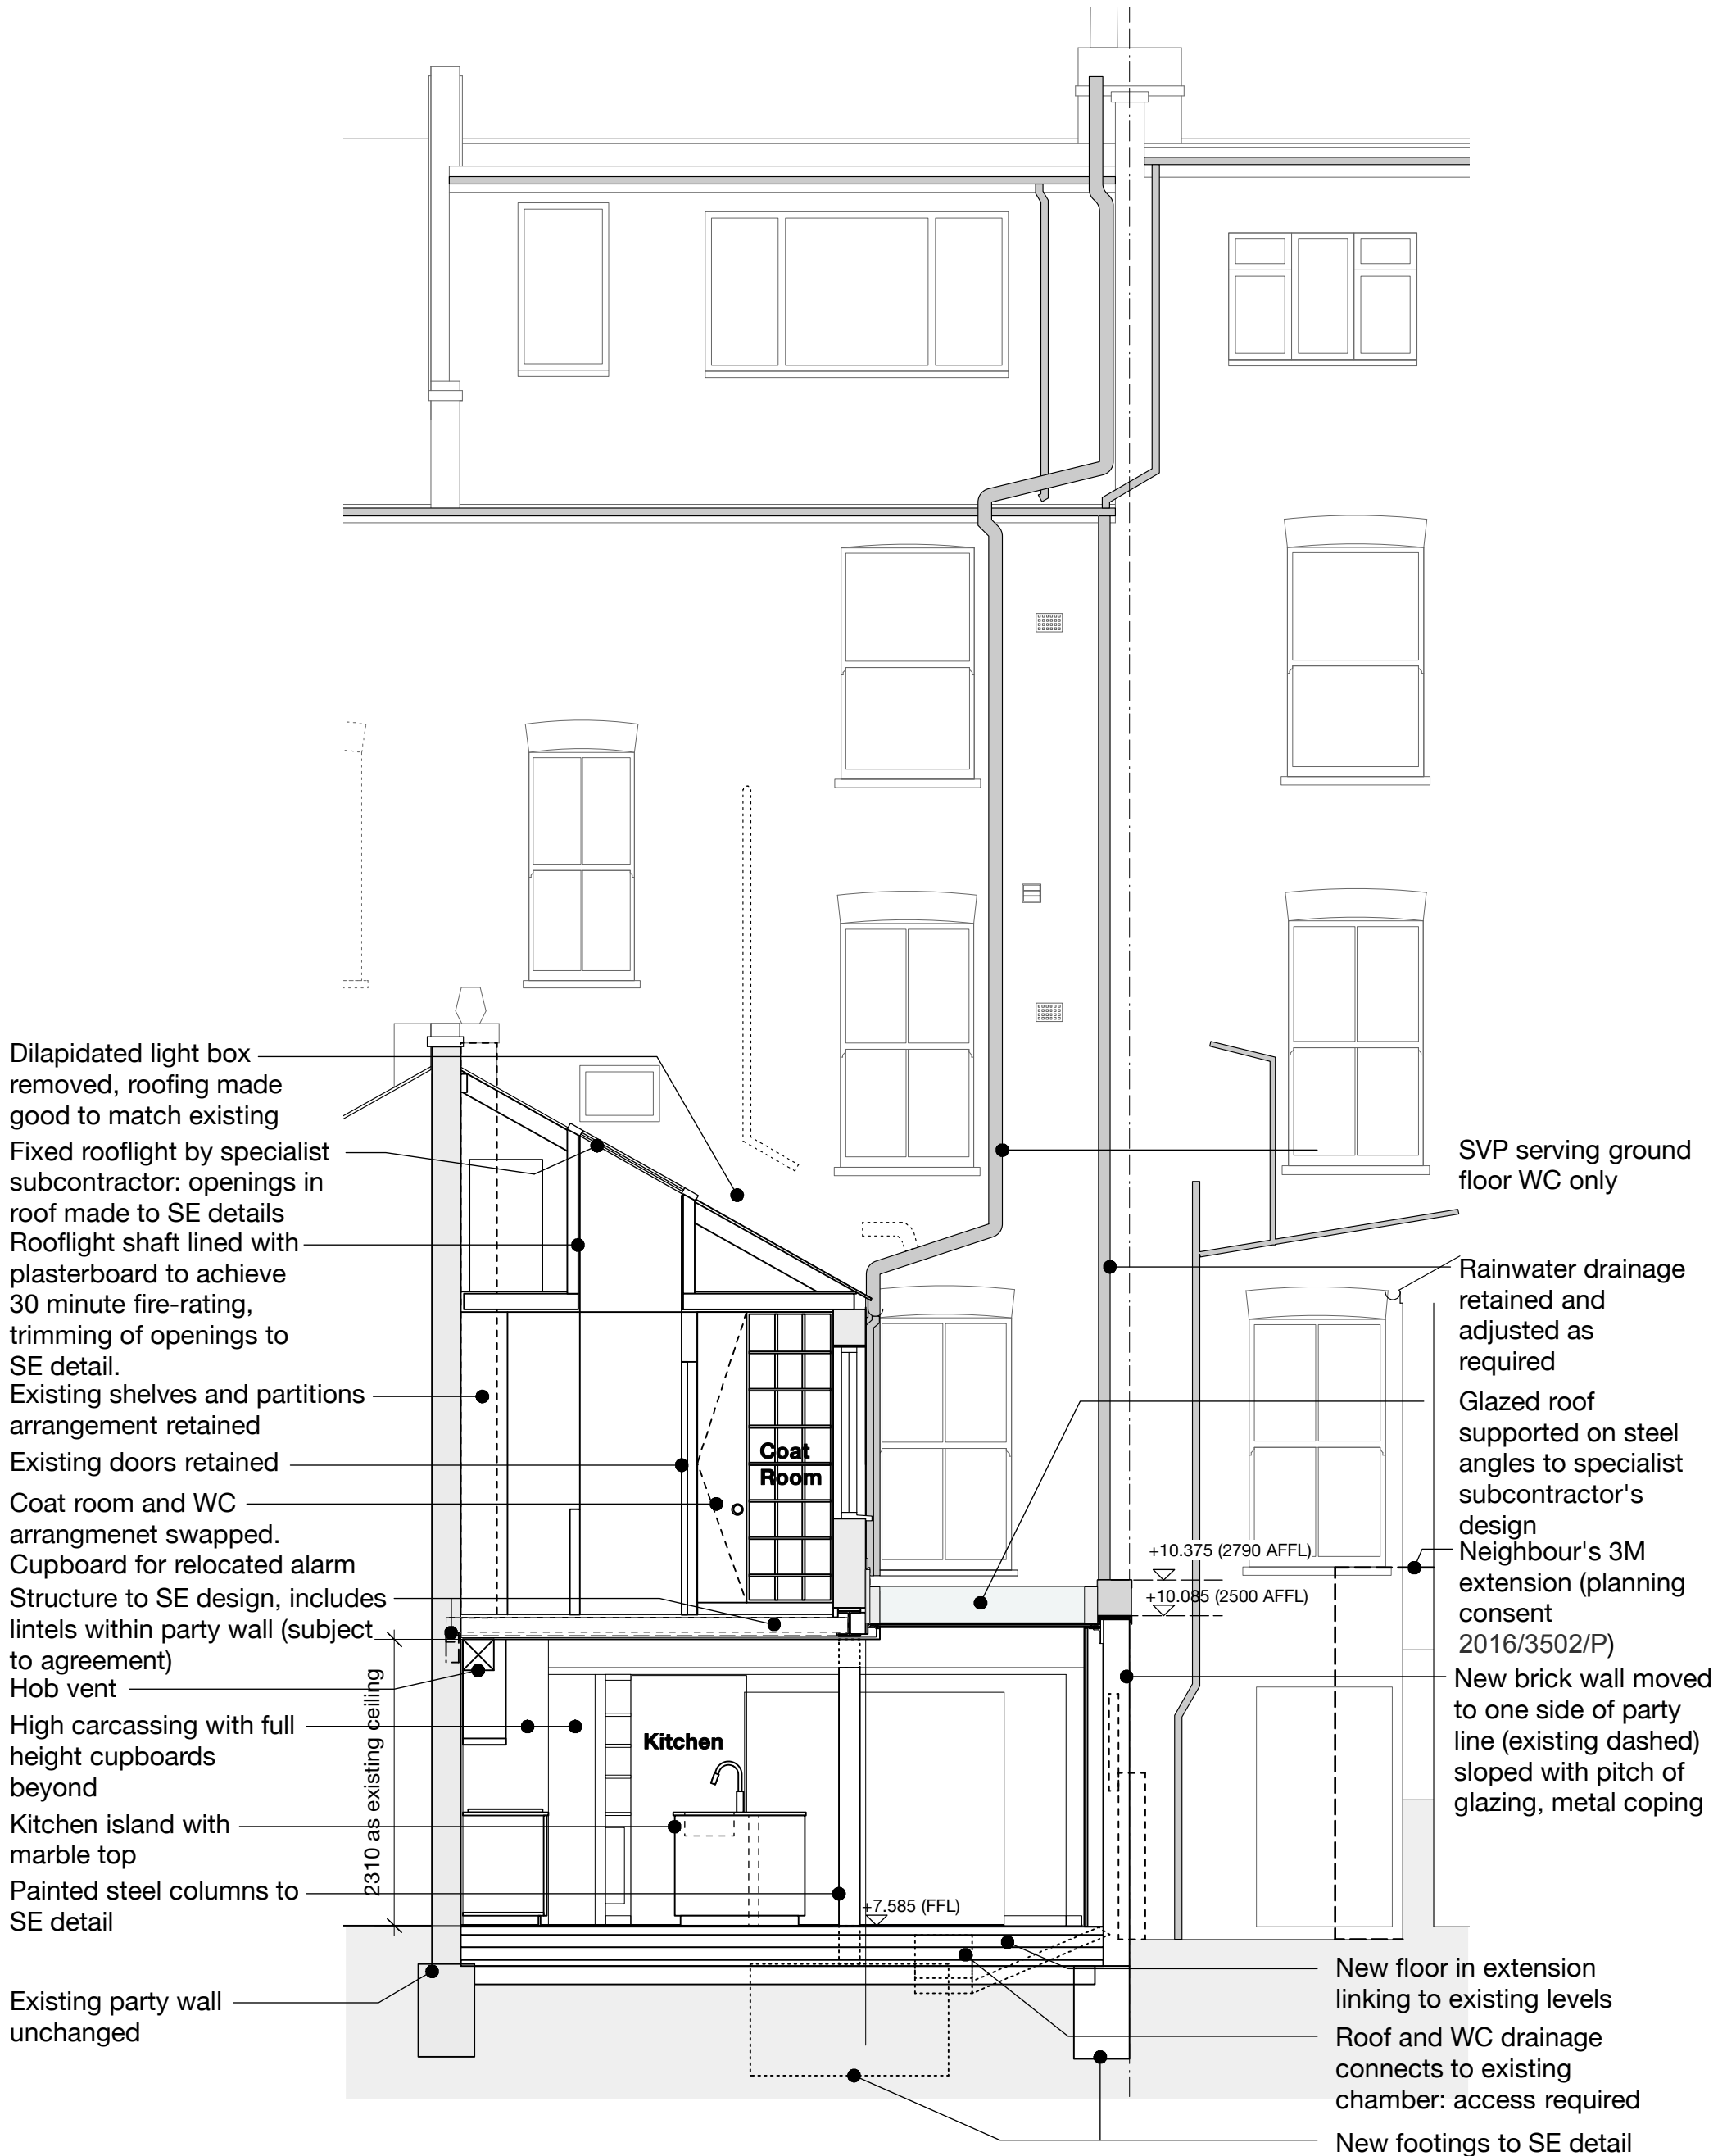 Dilapidated light box
removed, roofing made
good to match existing
Fixed rooflight by specialist
subcontractor: openings in
roof made to SE details
Rooflight shaft lined with
plasterboard to achieve
30 minute fire-rating,
trimming of openings to
SE detail.
Existing shelves and partitions
arrangement retained
Existing doors retained
Coat room and WC
arrangmenet swapped.
Cupboard for relocated alarm
Structure to SE design, includes
lintels within party wall (subject
to agreement)
Hob vent
High carcassing with full
height cupboards
beyond
Kitchen island with
marble top
Painted steel columns to
SE detail
Existing party wall
unchanged
2310 as existing ceiling
Coat
Room
Kitchen
+7.585 (FFL)
+10.375 (2790 AFFL)
+10.085 (2500 AFFL)
SVP serving ground
floor WC only
Rainwater drainage
retained and
adjusted as
required
Glazed roof
supported on steel
angles to specialist
subcontractor's
design
Neighbour's 3M
extension (planning
consent
2016/3502/P)
New brick wall moved
to one side of party
line (existing dashed)
sloped with pitch of
glazing, metal coping
New floor in extension
linking to existing levels
Roof and WC drainage
connects to existing
chamber: access required
New footings to SE detail